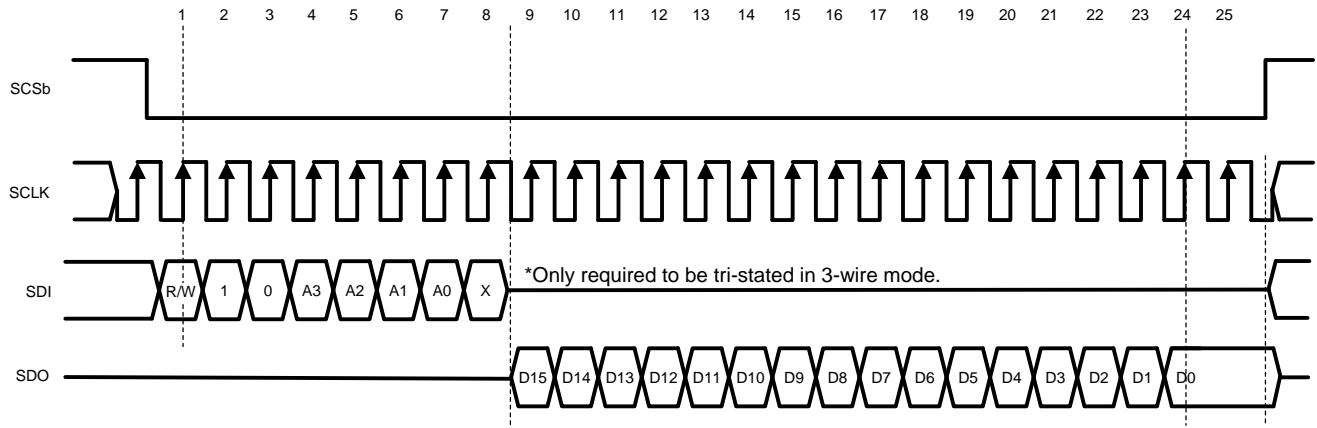 1 2 3 4 5 6 7 8 9 10 11 12 13 14 15 16 17 18 19 20 21 22 23 24 25
SCSb
SCLK
SDI R/W 1 0 A3 A2 A1 A0 X *Only required to be tri-stated in 3-wire mode.
SDO D15 D14 D13 D12 D11 D10 D9 D8 D7 D6 D5 D4 D3 D2 D1 D0